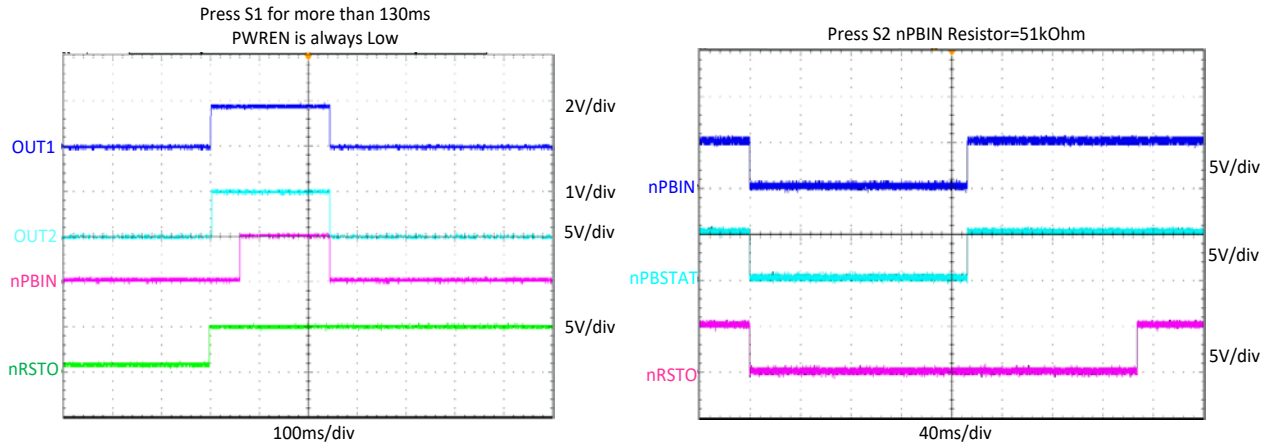 Press S1 for more than 130ms
PWREN is always Low
OUT1
2V/div
OUT2
1V/div
5V/div
nPBIN
nRSTO
5V/div
100ms/div
Press S2 nPBIN Resistor=51kOhm
nPBIN
5V/div
nPBSTAT
5V/div
nRSTO
5V/div
40ms/div